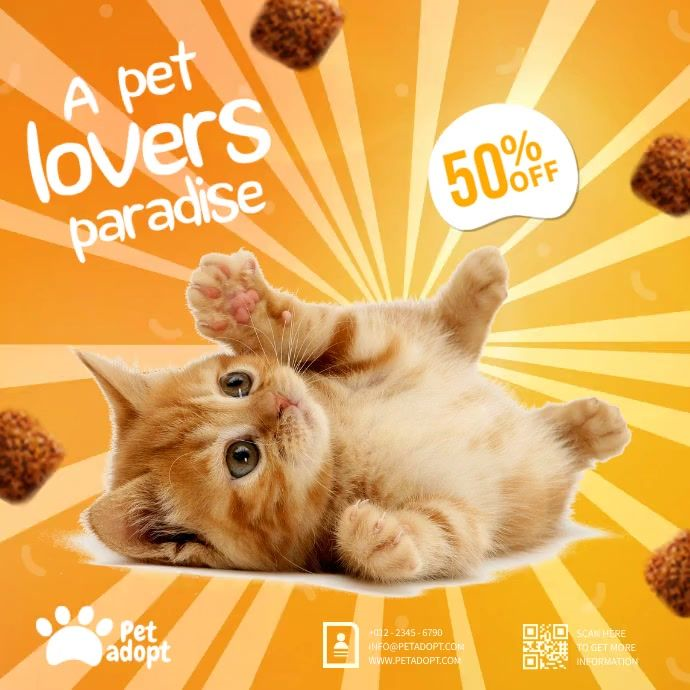 A pet
lovers
paradise
50%
OFF
Pet
adopt
+012 - 2345 - 6790
INFO@PETADOPT.COM
WWW.PETADOPT.COM
SCAN HERE
TO GET MORE
INFORMATION